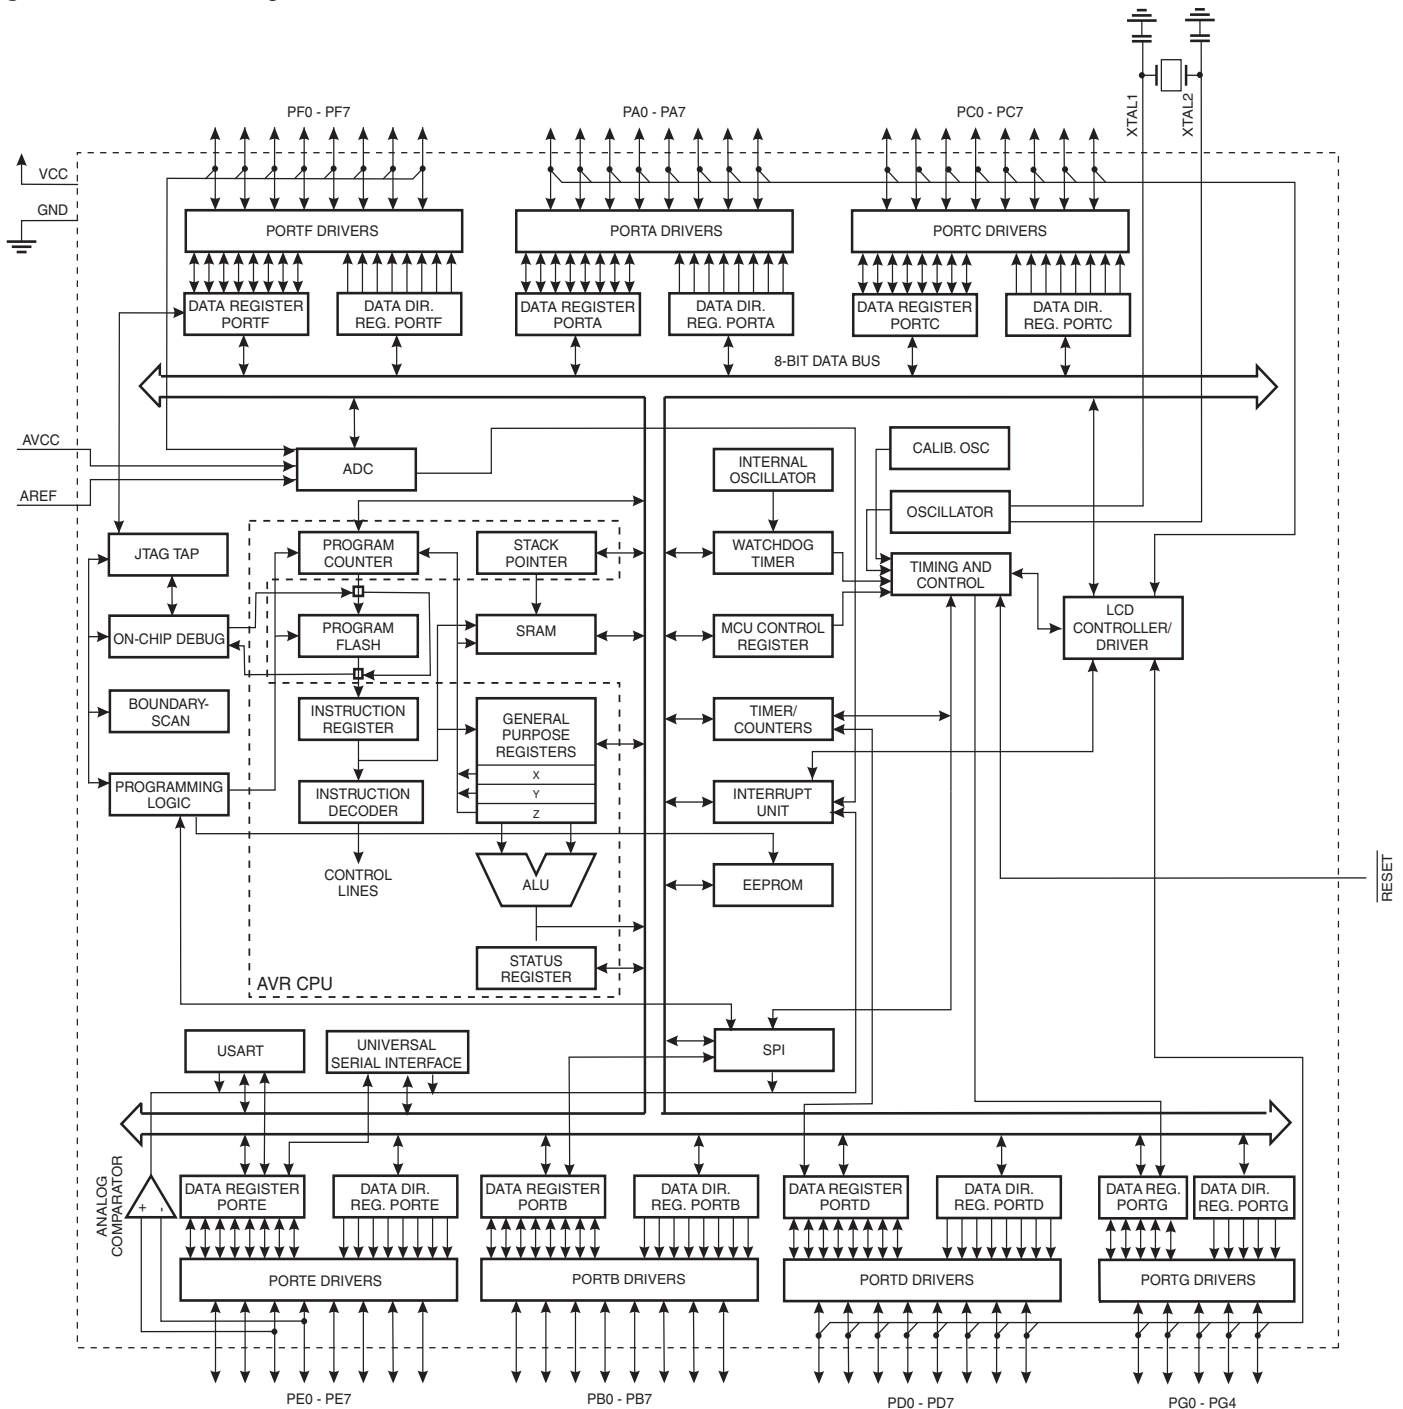 XTAL1
XTAL2
PF0 - PF7
PA0 - PA7
PC0 - PC7
VCC
GND
PORTF DRIVERS
PORTA DRIVERS
PORTC DRIVERS
DATA REGISTER
PORTF
DATA DIR.
REG. PORTF
DATA REGISTER
PORTA
DATA DIR.
REG. PORTA
DATA REGISTER
PORTC
DATA DIR.
REG. PORTC
8-BIT DATA BUS
AVCC
AREF
ADC
INTERNAL
OSCILLATOR
CALIB. OSC
OSCILLATOR
JTAG TAP
PROGRAM
COUNTER
STACK
POINTER
WATCHDOG
TIMER
TIMING AND
CONTROL
ON-CHIP DEBUG
PROGRAM
FLASH
SRAM
MCU CONTROL
REGISTER
LCD
CONTROLLER/
DRIVER
BOUNDARY-
SCAN
INSTRUCTION
REGISTER
GENERAL
PURPOSE
REGISTERS
X
Y
Z
TIMER/
COUNTERS
PROGRAMMING
LOGIC
INSTRUCTION
DECODER
INTERRUPT
UNIT
CONTROL
LINES
ALU
EEPROM
RESET
STATUS
REGISTER
AVR CPU
USART
UNIVERSAL
SERIAL INTERFACE
SPI
ANALOG
COMPARATOR
+ -
DATA REGISTER
PORTE
DATA DIR.
REG. PORTE
DATA REGISTER
PORTB
DATA DIR.
REG. PORTB
DATA REGISTER
PORTD
DATA DIR.
REG. PORTD
DATA REG.
PORTG
DATA DIR.
REG. PORTG
PORTE DRIVERS
PORTB DRIVERS
PORTD DRIVERS
PORTG DRIVERS
PE0 - PE7
PB0 - PB7
PD0 - PD7
PG0 - PG4